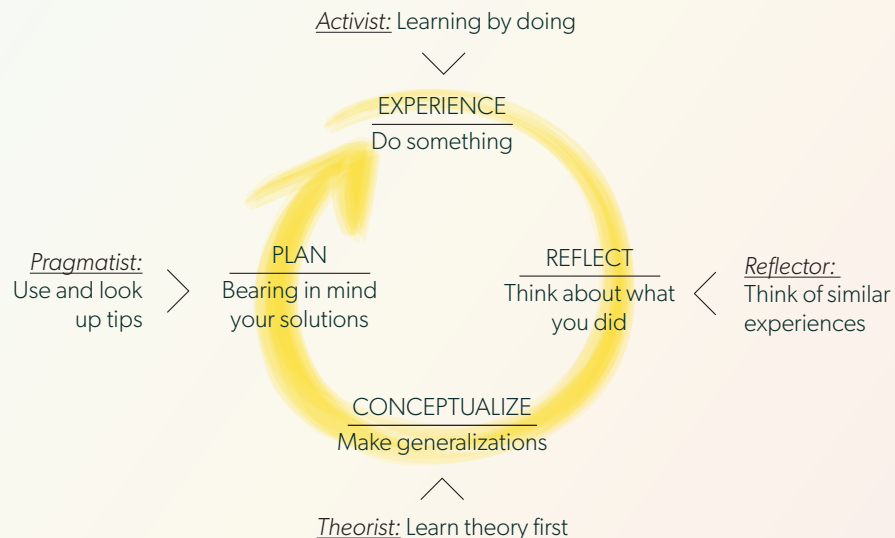 Activist: Learning by doing
EXPERIENCE
Do something
Pragmatist:
Use and look
up tips
PLAN
Bearing in mind
your solutions
REFLECT
Think about what
you did
Reflector:
Think of similar
experiences
CONCEPTUALIZE
Make generalizations
Theorist: Learn theory first